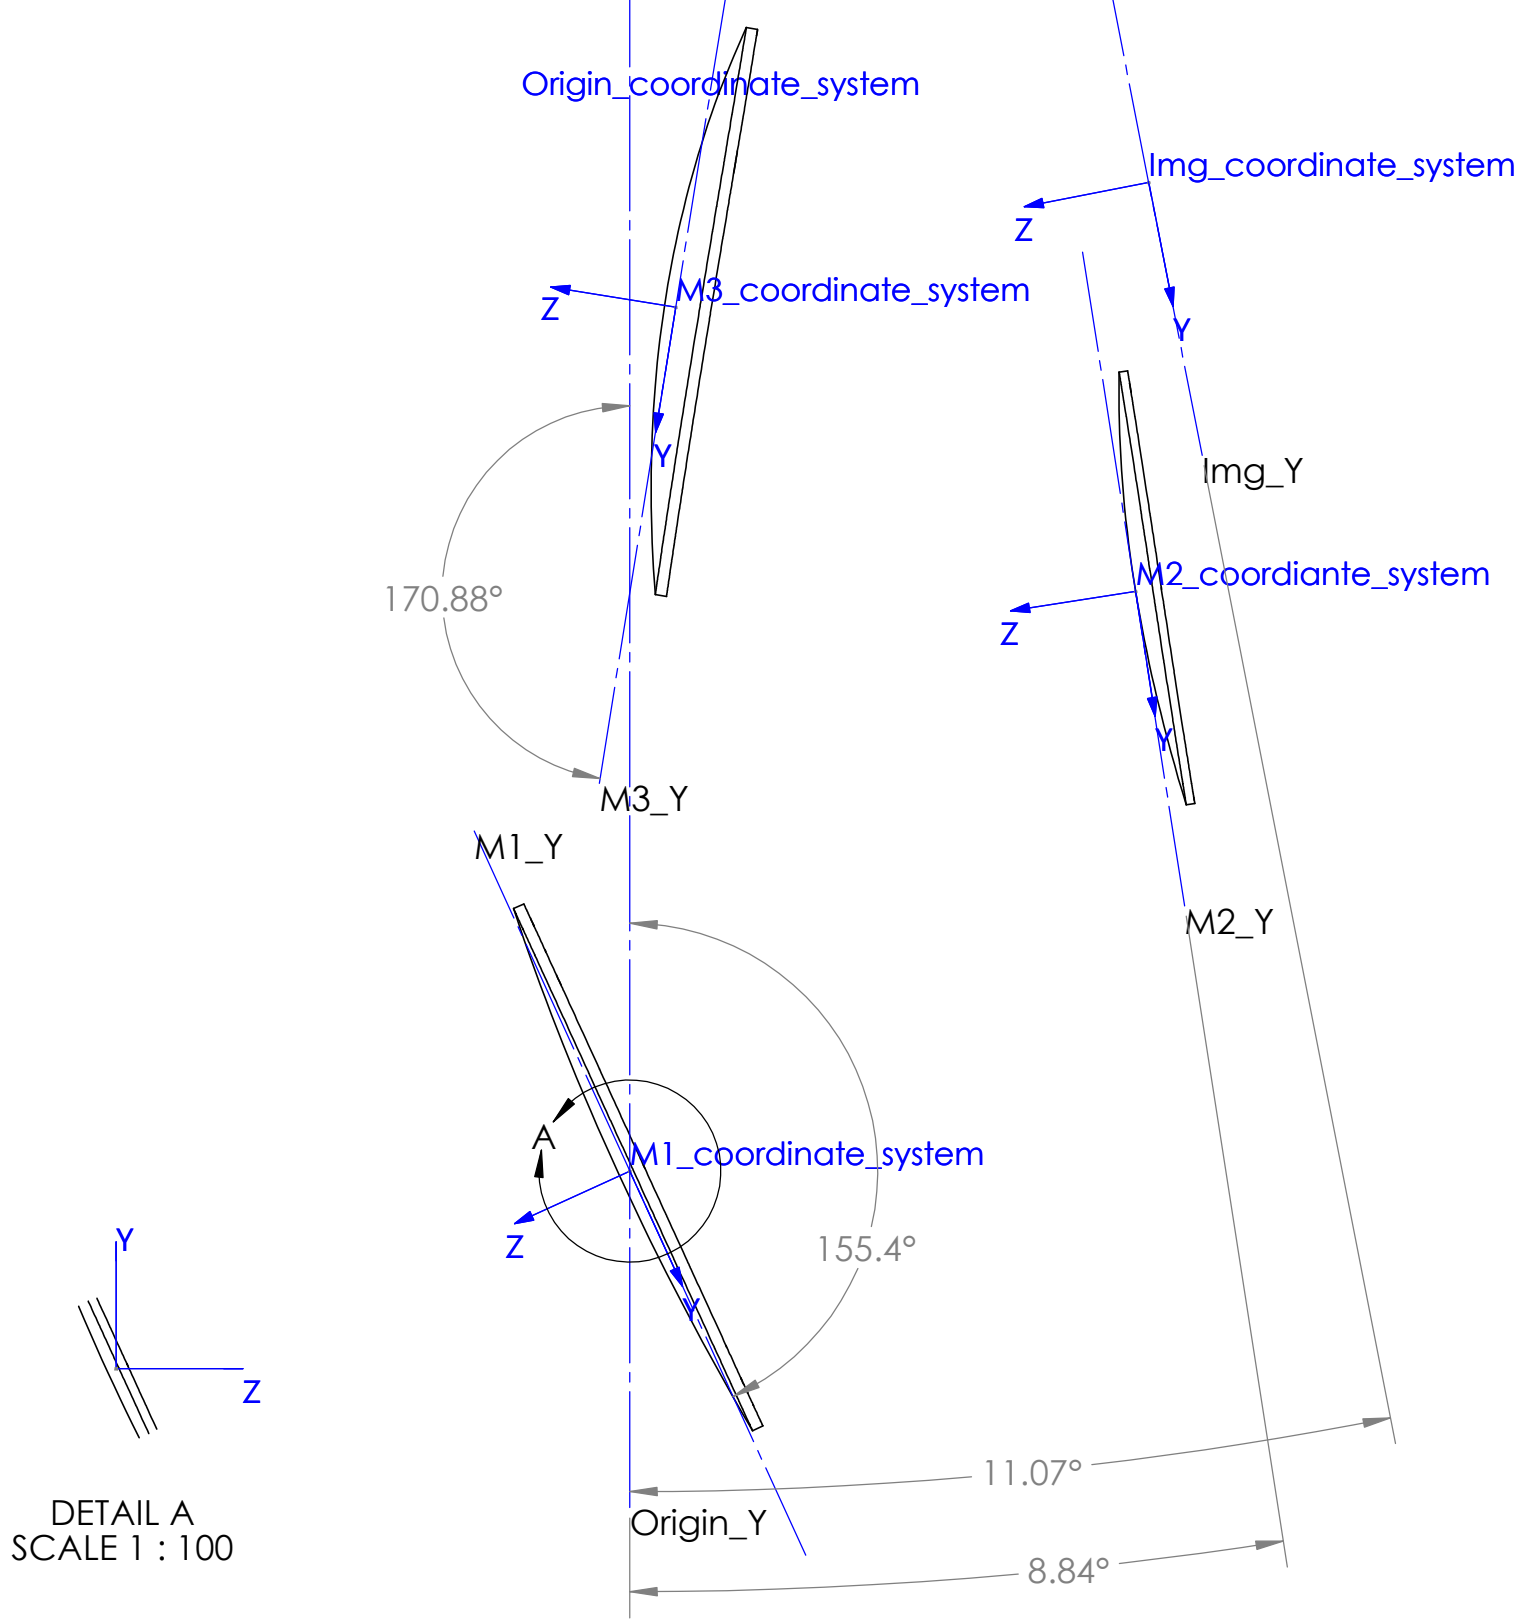 Origin_coordinate_system
Img_coordinate_system
Z
M3_coordinate_system
Z
Y
Y
Img_Y
M2_coordiante_system
170.88°
Z
Y
M3_Y
M1_Y
M2_Y
A
M1_coordinate_system
Z
155.4°
Y
Y
Z
11.07°
DETAIL A
SCALE 1 : 100
Origin_Y
8.84°